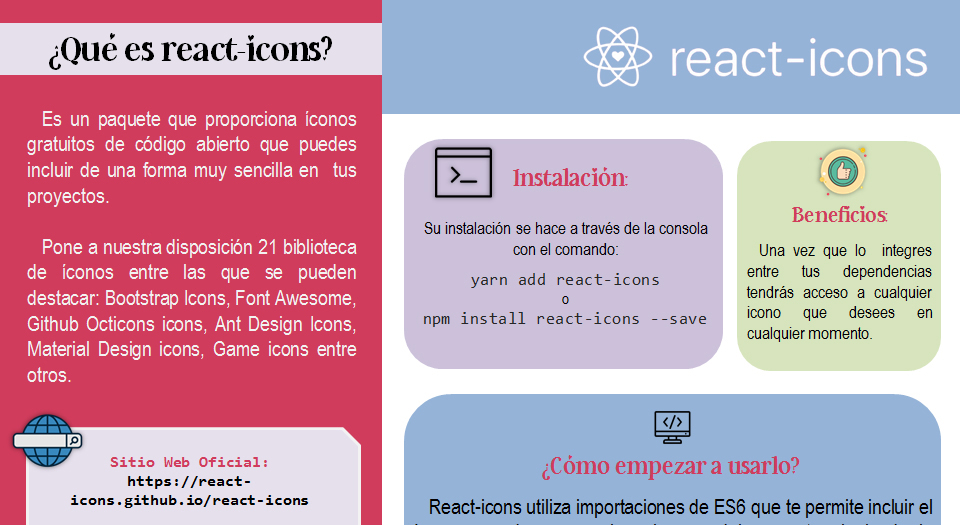 ¿Qué es react-icons?
Es un paquete que proporciona íconos
gratuitos de código abierto que puedes
incluir de una forma muy sencilla en tus
proyectos.
Pone a nuestra disposición 21 biblioteca
de íconos entre las que se pueden
destacar: Bootstrap Icons, Font Awesome,
Github Octicons icons, Ant Design Icons,
Material Design icons, Game icons entre
otros.
Sitio Web Oficial:
https://react-
icons.github.io/react-icons
react-icons
Instalación:
Su instalación se hace a través de la consola
con el comando:
yarn add react-icons
o
npm install react-icons --save
Beneficios:
Una vez que lo integres
entre tus dependencias
tendrás acceso a cualquier
icono que desees en
cualquier momento.
¿Cómo empezar a usarlo?
React-icons utiliza importaciones de ES6 que te permite incluir el